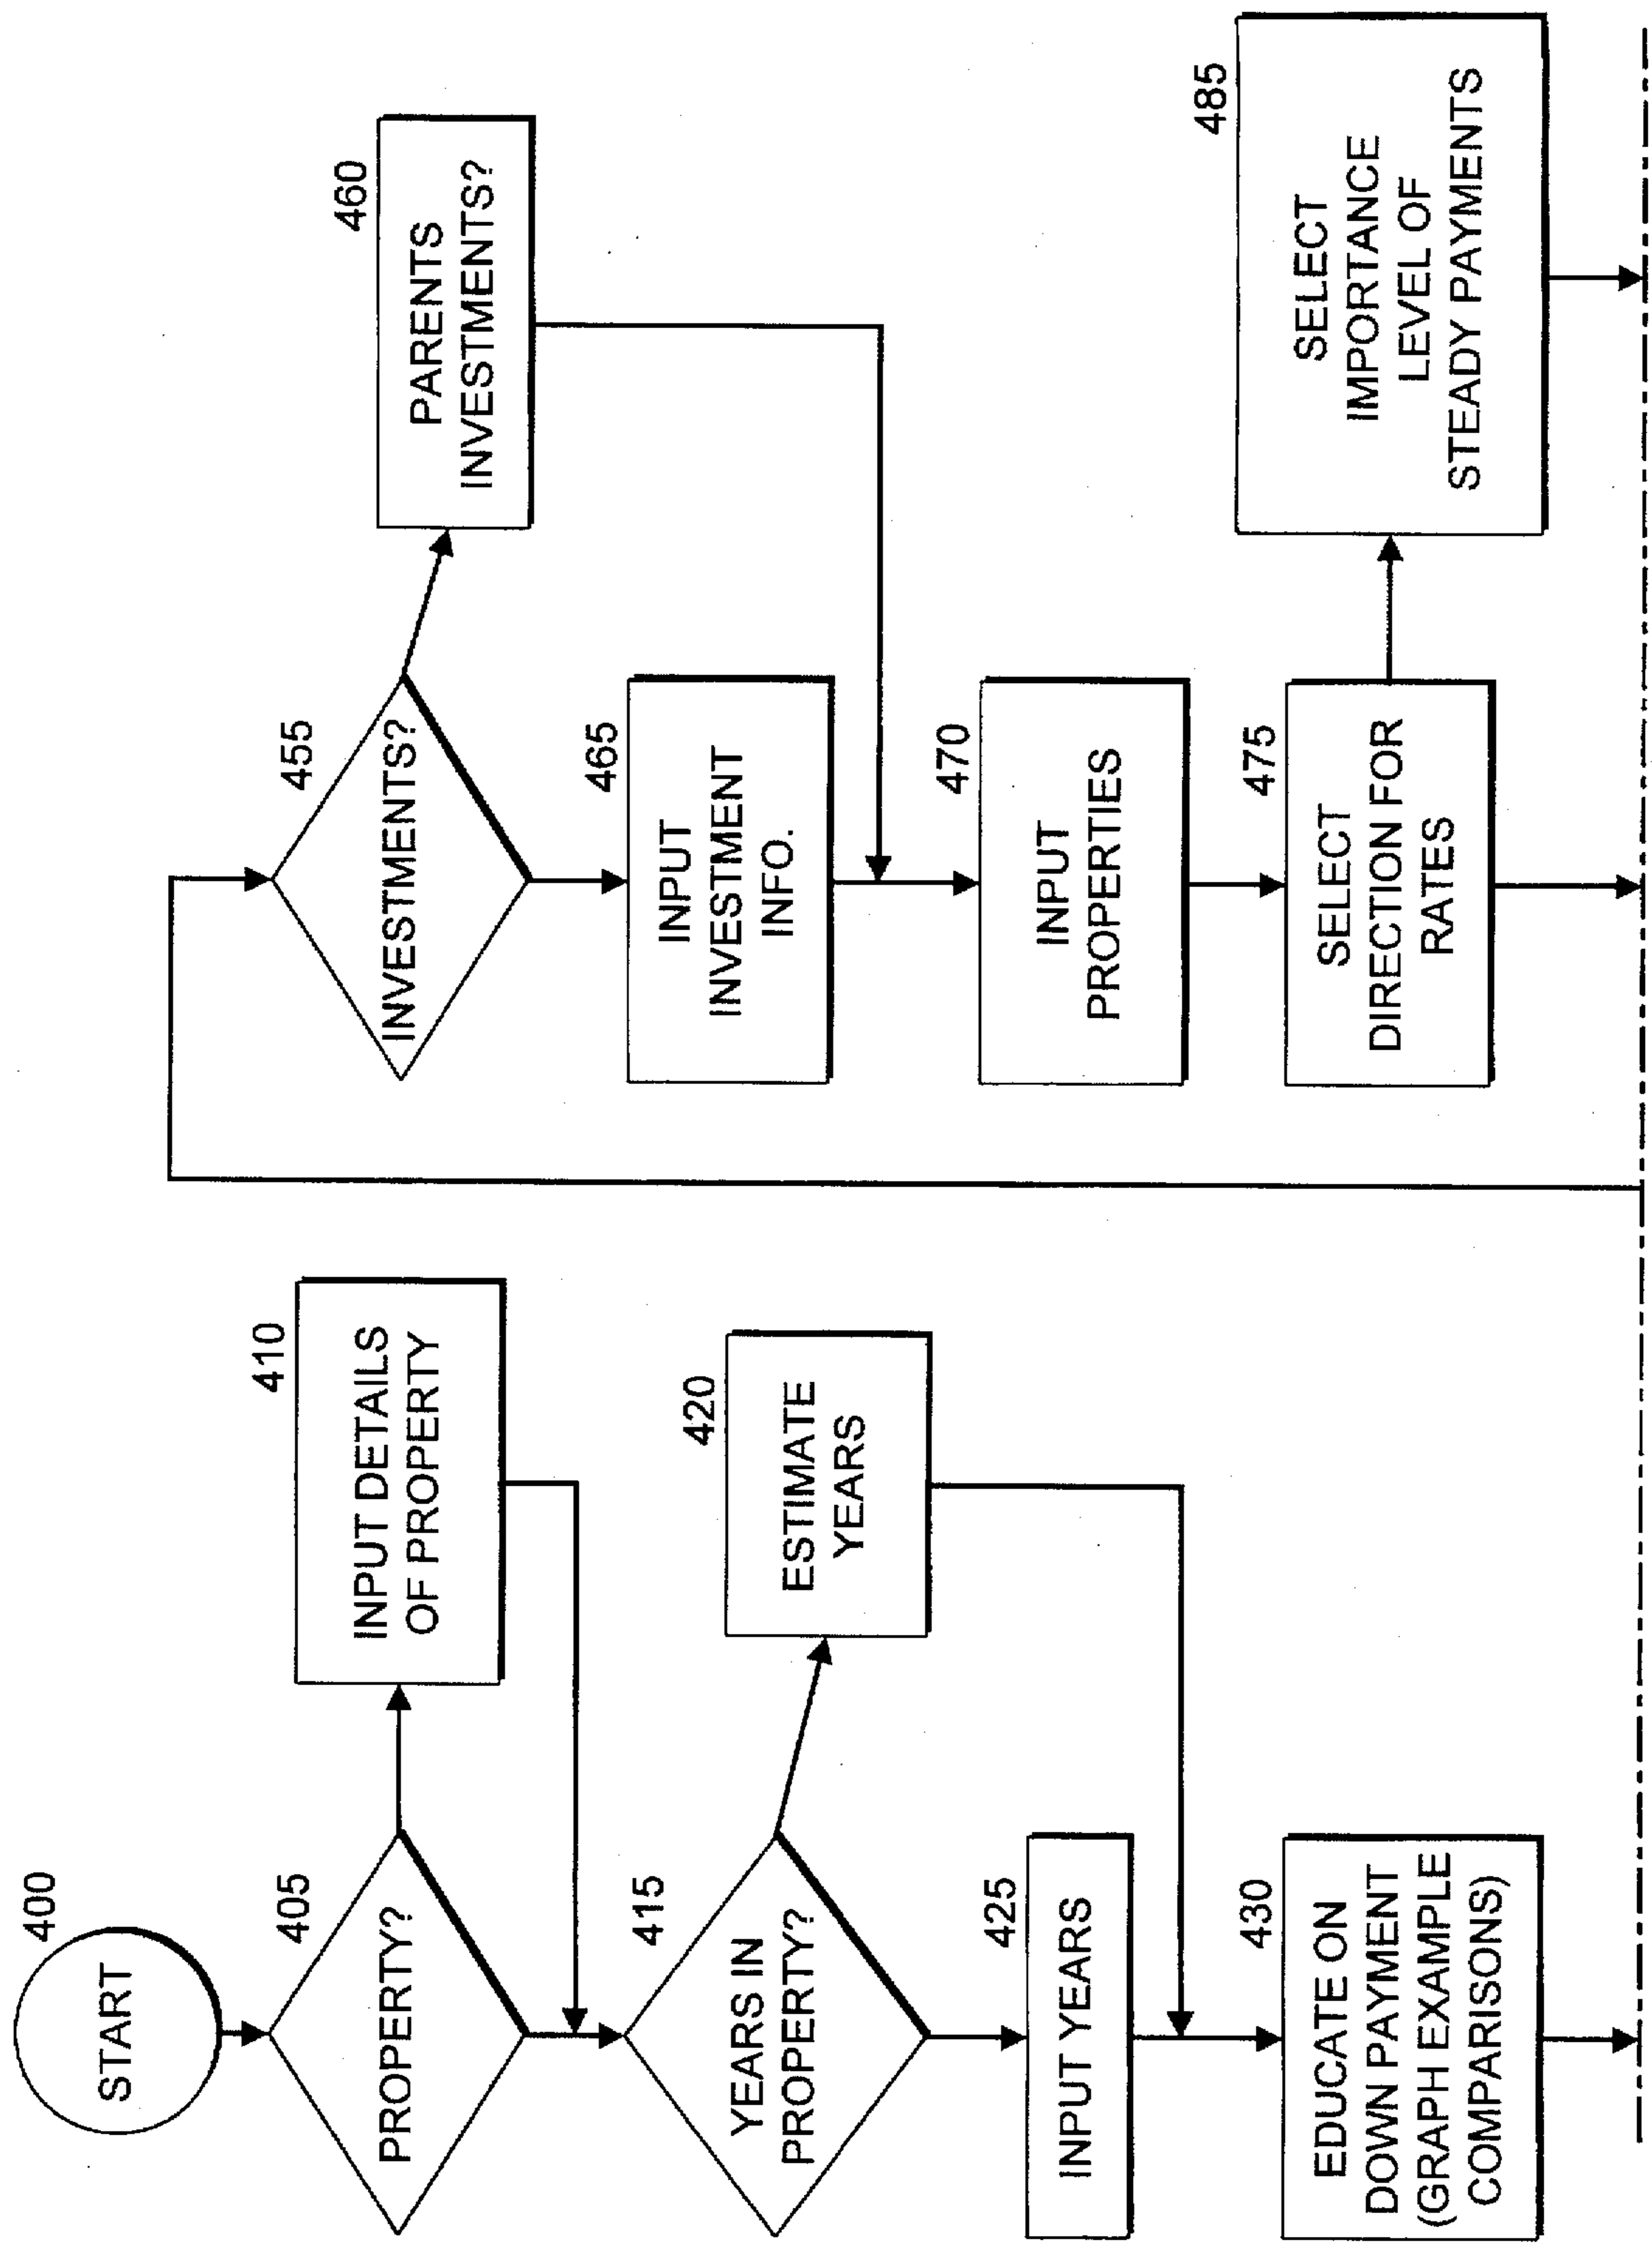 400
START
405
PROPERTY?
410
INPUT DETAILS
OF PROPERTY
415
YEARS IN
PROPERTY?
420
ESTIMATE
YEARS
425
INPUT YEARS
430
EDUCATE ON
DOWN PAYMENT
(GRAPH EXAMPLE
COMPARISONS)
455
INVESTMENTS?
460
PARENTS
INVESTMENTS?
465
INPUT
INVESTMENT
INFO.
470
INPUT
PROPERTIES
475
SELECT
DIRECTION FOR
RATES
485
SELECT
IMPORTANCE
LEVEL OF
STEADY PAYMENTS